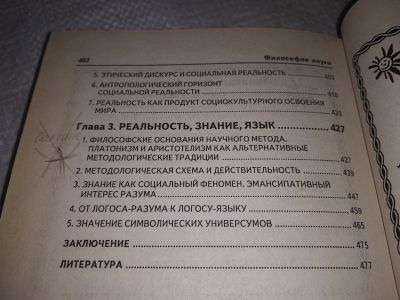 482 Философия науки
5. ЭТИЧЕСКИЙ ДИСКУРС И СОЦИАЛЬНАЯ РЕАЛЬНОСТЬ 403
6. АНТРОПОЛОГИЧЕСКИЙ ГОРИЗОНТ
СОЦИАЛЬНОЙ РЕАЛЬНОСТИ 410
7. РЕАЛЬНОСТЬ КАК ПРОДУКТ СОЦИОКУЛЬТУРНОГО ОСВОЕНИЯ
МИРА 420
Глава 3. РЕАЛЬНОСТЬ, ЗНАНИЕ, ЯЗЫК 427
1. ФИЛОСОФСКИЕ ОСНОВАНИЯ НАУЧНОГО МЕТОДА.
ПЛАТОНИЗМ И АРИСТОТЕЛИЗМ КАК АЛЬТЕРНАТИВНЫЕ
МЕТОДОЛОГИЧЕСКИЕ ТРАДИЦИИ 427
2. МЕТОДОЛОГИЧЕСКАЯ СХЕМА И ДЕЙСТВИТЕЛЬНОСТЬ 439
3. ЗНАНИЕ КАК СОЦИАЛЬНЫЙ ФЕНОМЕН. ЭМАНСИПАТИВНЫЙ
ИНТЕРЕС РАЗУМА 447
4. ОТ ЛОГОСА-РАЗУМА К ЛОГОСУ-ЯЗЫКУ 459
5. ЗНАЧЕНИЕ СИМВОЛИЧЕСКИХ УНИВЕРСУМОВ 465
ЗАКЛЮЧЕНИЕ 475
ЛИТЕРАТУРА 477